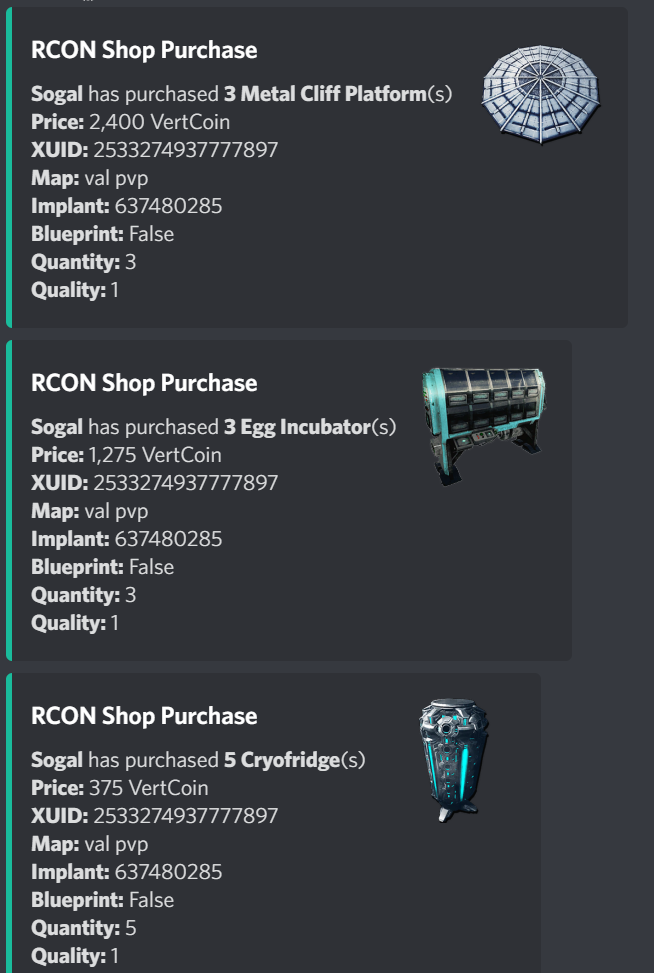 RCON Shop Purchase
Sogal has purchased 3 Metal Cliff Platform(s)
Price: 2,400 VertCoin
XUID: 2533274937777897
Map: val pvp
Implant: 637480285
Blueprint: False
Quantity: 3
Quality: 1
RCON Shop Purchase
Sogal has purchased 3 Egg Incubator(s)
Price: 1,275 VertCoin
XUID: 2533274937777897
Map: val pvp
Implant: 637480285
Blueprint: False
Quantity: 3
Quality: 1
RCON Shop Purchase
Sogal has purchased 5 Cryofridge(s)
Price: 375 VertCoin
XUID: 2533274937777897
Map: val pvp
Implant: 637480285
Blueprint: False
Quantity: 5
Quality: 1